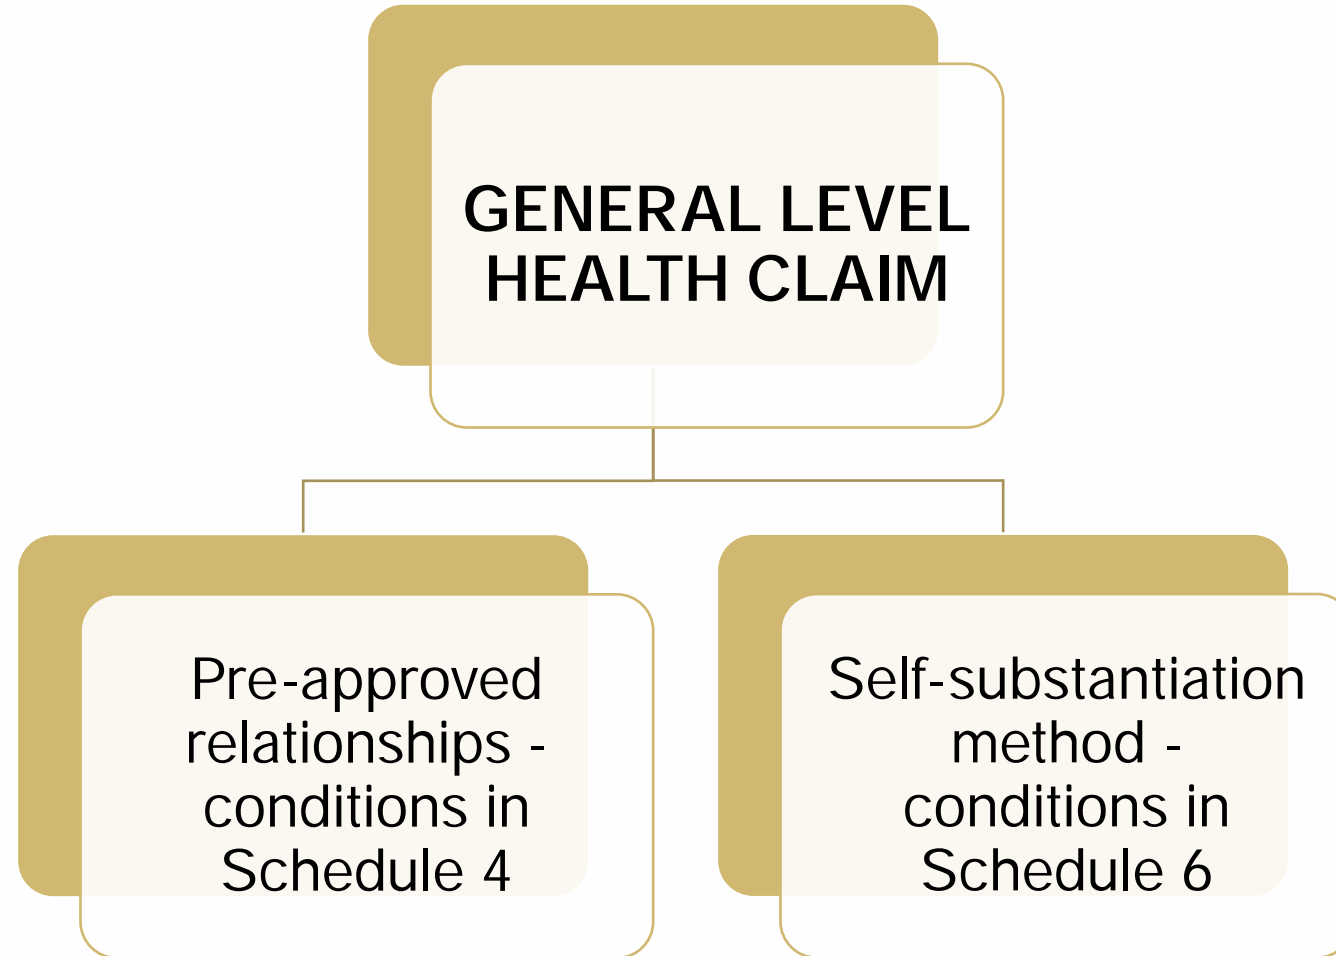 GENERAL LEVEL
HEALTH CLAIM
Pre-approved
relationships -
conditions in
Schedule 4
Self-substantiation
method -
conditions in
Schedule 6